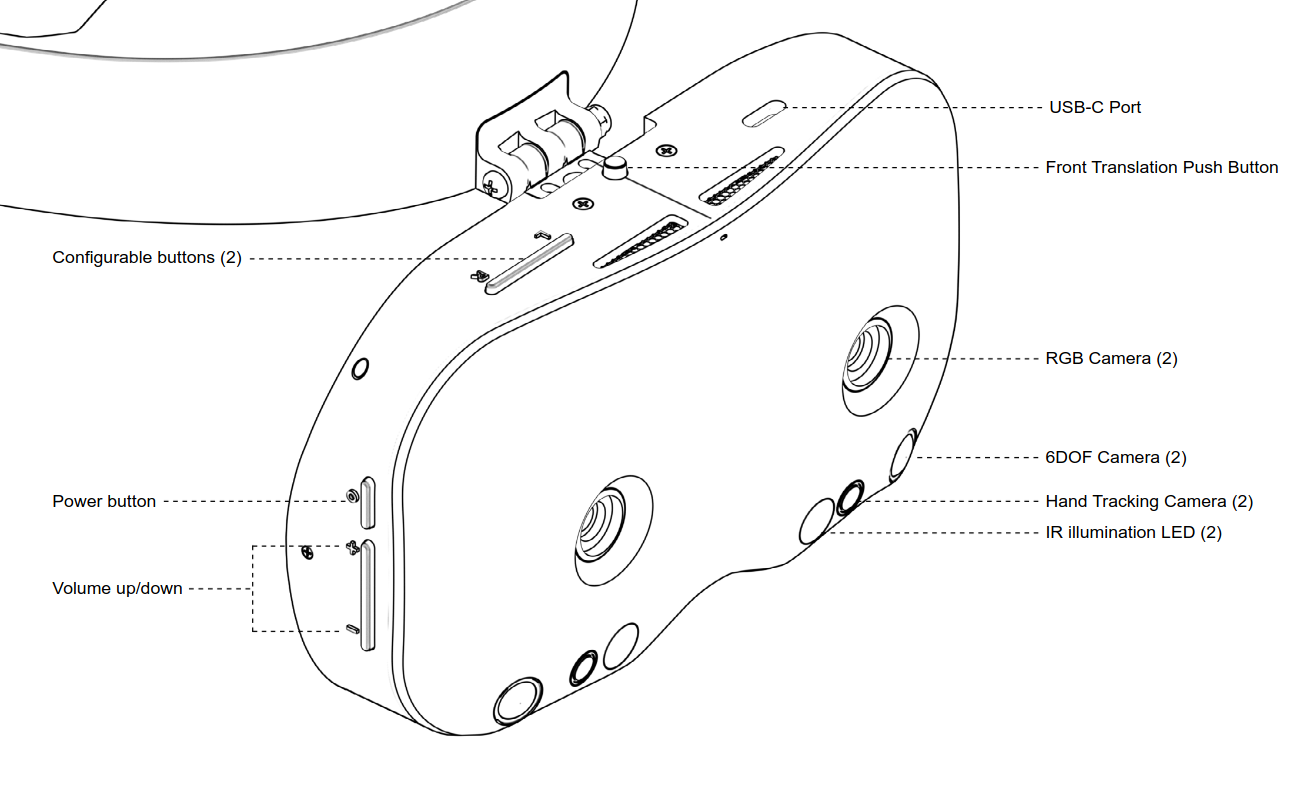 USB-C Port
Front Translation Push Button
Configurable buttons (2)
RGB Camera (2)
6DOF Camera (2)
Power button
Hand Tracking Camera (2)
IR illumination LED (2)
Volume up/down